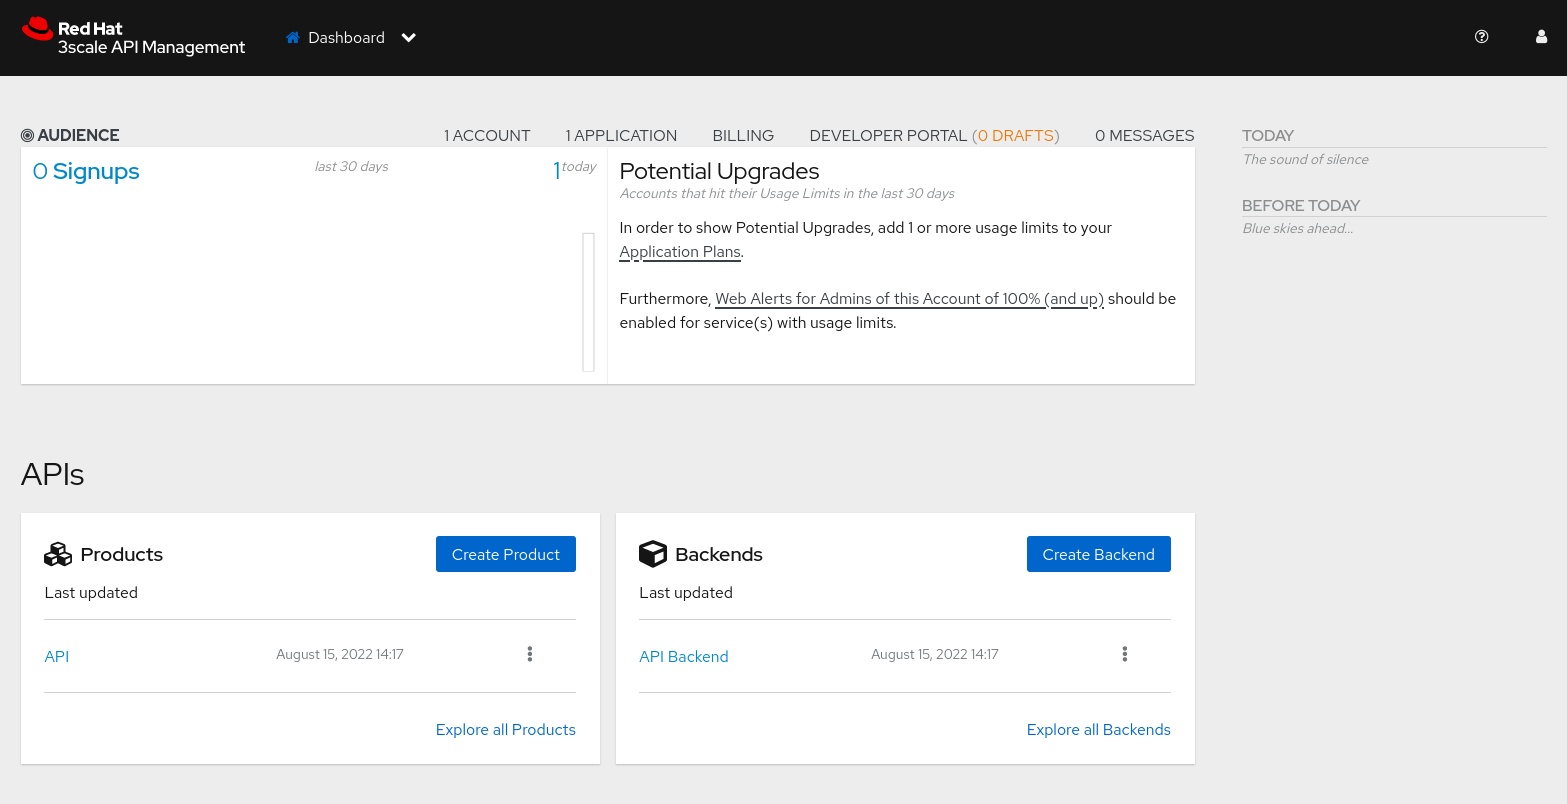 Red Hat
3scale API Management
Dashboard
AUDIENCE
1 ACCOUNT
1 APPLICATION
BILLING
DEVELOPER PORTAL (0 DRAFTS)
0 MESSAGES
0 Signups
last 30 days
1 today
Potential Upgrades
Accounts that hit their Usage Limits in the last 30 days
In order to show Potential Upgrades, add 1 or more usage limits to your
Application Plans.
Furthermore, Web Alerts for Admins of this Account of 100% (and up) should be
enabled for service(s) with usage limits.
TODAY
The sound of silence
BEFORE TODAY
Blue skies ahead...
APIs
Products
Create Product
Last updated
API
August 15, 2022 14:17
Explore all Products
Backends
Create Backend
Last updated
API Backend
August 15, 2022 14:17
Explore all Backends